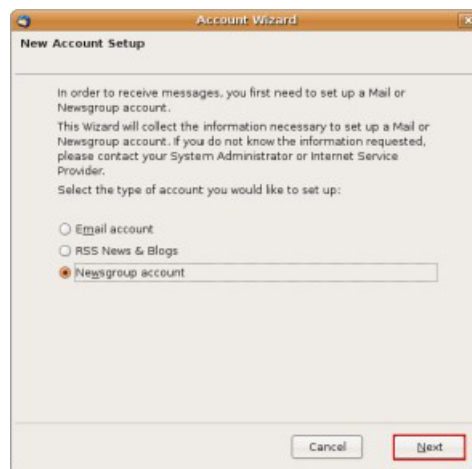 Account Wizard
New Account Setup
In order to receive messages, you first need to set up a Mail or
Newsgroup account.
This Wizard will collect the information necessary to set up a Mail or
Newsgroup account. If you do not know the information requested,
please contact your System Administrator or Internet Service
Provider.
Select the type of account you would like to set up:
Email account
RSS News & Blogs
Newsgroup account
Cancel
Next